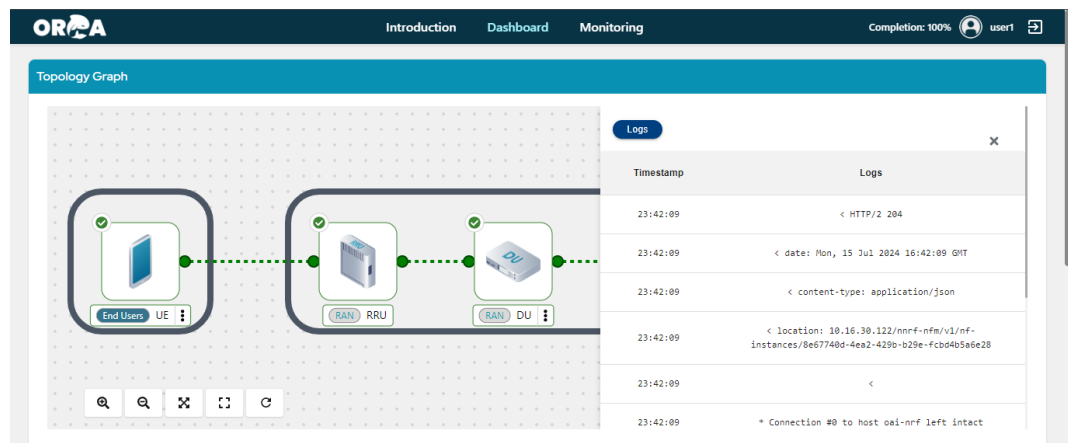 ORCA Introduction Dashboard Monitoring Completion: 100% user1
Topology Graph
Logs
Timestamp Logs
23:42:09 < HTTP/2 204
23:42:09 < date: Mon, 15 Jul 2024 16:42:09 GMT
23:42:09 < content-type: application/json
23:42:09 < location: 10.16.30.122/nnrf-nfm/v1/nf-
instances/8e67740d-4ea2-429b-b29e-fcbd4b5a6e28
23:42:09 <
23:42:09 * Connection #0 to host oai-nrf left intact
RRU
DU
End Users UE
RAN RRU
RAN DU